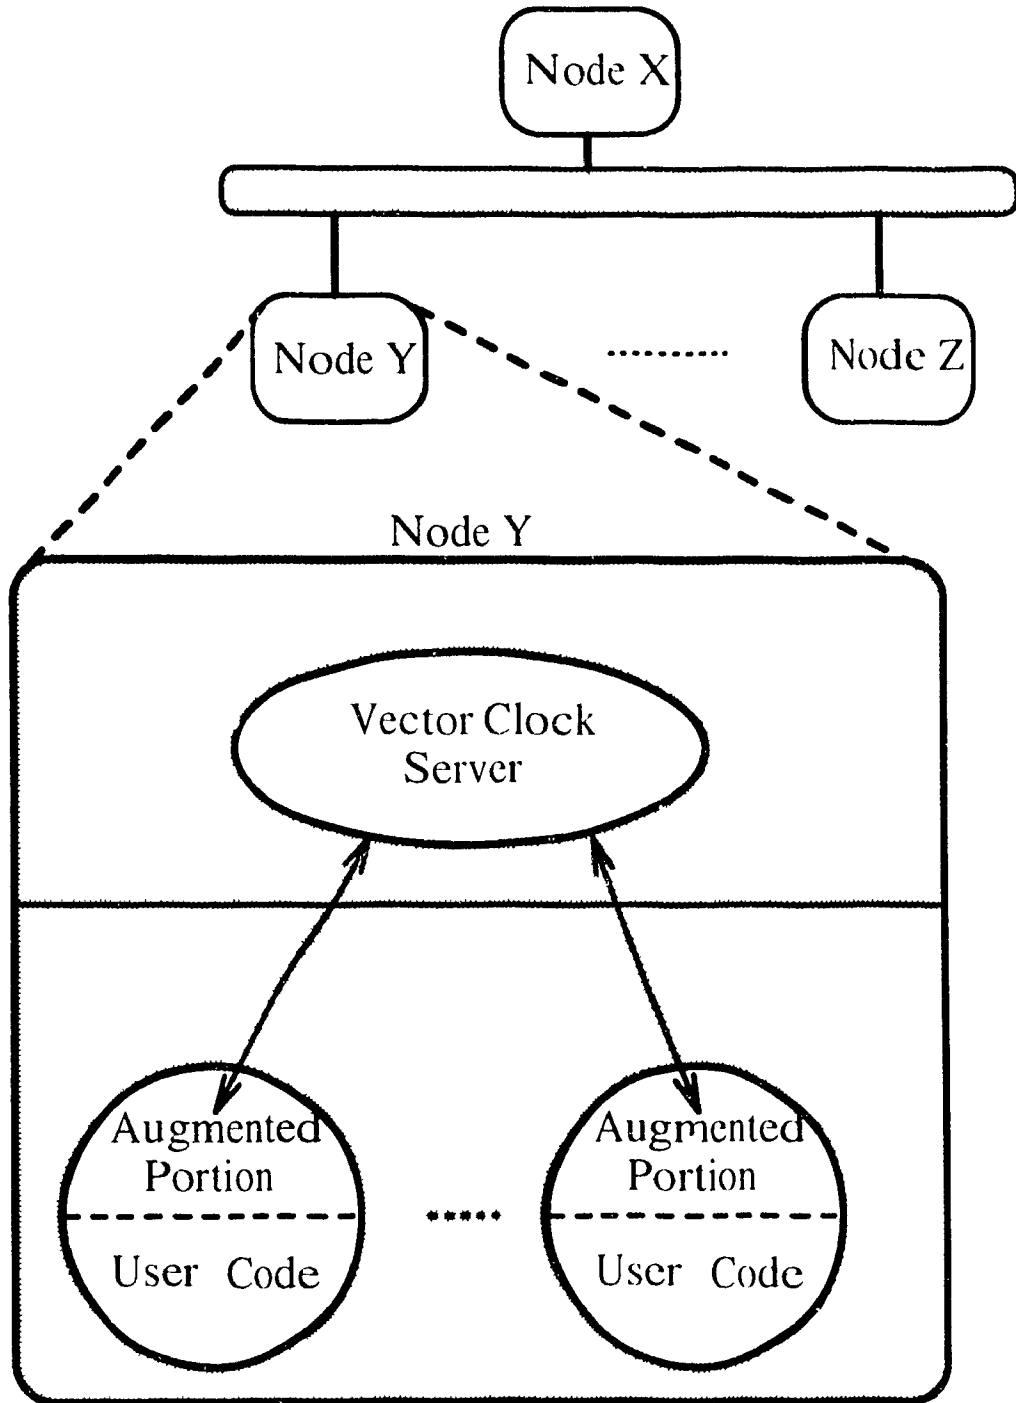 Node X
Node Y
Node Z
Node Y
Vector Clock
Server
Augmented
Portion
User Code
Augmented
Portion
User Code